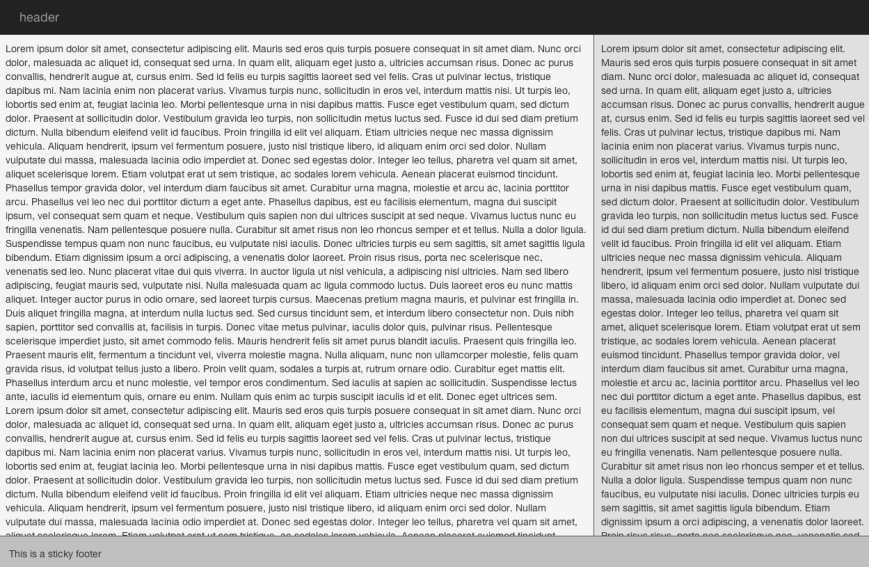 header
Lorem ipsum dolor sit amet, consectetur adipiscing elit. Mauris sed eros quis turpis posuere consequat in sit amet diam. Nunc orci
dolor, malesuada ac aliquet id, consequat sed urna. In quam elit, aliquam eget justo a, ultricies accumsan risus. Donec ac purus
convallis, hendrerit augue at, cursus enim. Sed id felis eu turpis sagittis laoreet sed vel felis. Cras ut pulvinar lectus, tristique
dapibus mi. Nam lacinia enim non placerat varius. Vivamus turpis nunc, sollicitudin in eros vel, interdum mattis nisi. Ut turpis leo,
lobortis sed enim at, feugiat lacinia leo. Morbi pellentesque urna in nisi dapibus mattis. Fusce eget vestibulum quam, sed dictum
dolor. Praesent at sollicitudin dolor. Vestibulum gravida leo turpis, non sollicitudin metus luctus sed. Fusce id dui sed diam pretium
dictum. Nulla bibendum eleifend velit id faucibus. Proin fringilla id elit vel aliquam. Etiam ultricies neque nec massa dignissim
vehicula. Aliquam hendrerit, ipsum vel fermentum posuere, justo nisl tristique libero, id aliquam enim orci sed dolor. Nullam
vulputate dui massa, malesuada lacinia odio imperdiet at. Donec sed egestas dolor. Integer leo tellus, pharetra vel quam sit amet,
aliquet scelerisque lorem. Etiam volutpat erat ut sem tristique, ac sodales lorem vehicula. Aenean placerat euismod tincidunt.
Phasellus tempor gravida dolor, vel interdum diam faucibus sit amet. Curabitur urna magna, molestie et arcu ac, lacinia porttitor
arcu. Phasellus vel leo nec dui porttitor dictum a eget ante. Phasellus dapibus, est eu facilisis elementum, magna dui suscipit
ipsum, vel consequat sem quam et neque. Vestibulum quis sapien non dui ultrices suscipit at sed neque. Vivamus luctus nunc eu
fringilla venenatis. Nam pellentesque posuere nulla. Curabitur sit amet risus non leo rhoncus semper et et tellus. Nulla a dolor ligula.
Suspendisse tempus quam non nunc faucibus, eu vulputate nisi iaculis. Donec ultricies turpis eu sem sagittis, sit amet sagittis ligula
bibendum. Etiam dignissim ipsum a orci adipiscing, a venenatis dolor laoreet. Proin risus risus, porta nec scelerisque nec,
venenatis sed leo. Nunc placerat vitae dui quis viverra. In auctor ligula ut nisl vehicula, a adipiscing nisl ultricies. Nam sed libero
adipiscing, feugiat mauris sed, vulputate nisi. Nulla malesuada quam ac ligula commodo luctus. Duis laoreet eros eu nunc mattis
aliquet. Integer auctor purus in odio ornare, sed laoreet turpis cursus. Maecenas pretium magna mauris, et pulvinar est fringilla in.
Duis aliquet fringilla magna, at interdum nulla luctus sed. Sed cursus tincidunt sem, et interdum libero consectetur non. Duis nibh
sapien, porttitor sed convallis at, facilisis in turpis. Donec vitae metus pulvinar, iaculis dolor quis, pulvinar risus. Pellentesque
scelerisque imperdiet justo, sit amet commodo felis. Mauris hendrerit felis sit amet purus blandit iaculis. Praesent quis fringilla leo.
Praesent mauris elit, fermentum a tincidunt vel, viverra molestie magna. Nulla aliquam, nunc non ullamcorper molestie, felis quam
gravida risus, id volutpat tellus justo a libero. Proin velit quam, sodales a turpis at, rutrum ornare odio. Curabitur eget mattis elit.
Phasellus interdum arcu et nunc molestie, vel tempor eros condimentum. Sed iaculis at sapien ac sollicitudin. Suspendisse lectus
ante, iaculis id elementum quis, ornare eu enim. Nullam quis enim ac turpis suscipit iaculis id et elit. Donec eget ultrices sem.
Lorem ipsum dolor sit amet, consectetur adipiscing elit. Mauris sed eros quis turpis posuere consequat in sit amet diam. Nunc orci
dolor, malesuada ac aliquet id, consequat sed urna. In quam elit, aliquam eget justo a, ultricies accumsan risus. Donec ac purus
convallis, hendrerit augue at, cursus enim. Sed id felis eu turpis sagittis laoreet sed vel felis. Cras ut pulvinar lectus, tristique
dapibus mi. Nam lacinia enim non placerat varius. Vivamus turpis nunc, sollicitudin in eros vel, interdum mattis nisi. Ut turpis leo,
lobortis sed enim at, feugiat lacinia leo. Morbi pellentesque urna in nisi dapibus mattis. Fusce eget vestibulum quam, sed dictum
dolor. Praesent at sollicitudin dolor. Vestibulum gravida leo turpis, non sollicitudin metus luctus sed. Fusce id dui sed diam pretium
dictum. Nulla bibendum eleifend velit id faucibus. Proin fringilla id elit vel aliquam. Etiam ultricies neque nec massa dignissim
vehicula. Aliquam hendrerit, ipsum vel fermentum posuere, justo nisl tristique libero, id aliquam enim orci sed dolor. Nullam
vulputate dui massa, malesuada lacinia odio imperdiet at. Donec sed egestas dolor. Integer leo tellus, pharetra vel quam sit amet,
aliquet scelerisque lorem. Etiam volutpat erat ut sem tristique, ac sodales lorem vehicula. Aenean placerat euismod tincidunt.
Lorem ipsum dolor sit amet, consectetur adipiscing elit.
Mauris sed eros quis turpis posuere consequat in sit amet
diam. Nunc orci dolor, malesuada ac aliquet id, consequat
sed urna. In quam elit, aliquam eget justo a, ultricies
accumsan risus. Donec ac purus convallis, hendrerit augue
at, cursus enim. Sed id felis eu turpis sagittis laoreet sed vel
felis. Cras ut pulvinar lectus, tristique dapibus mi. Nam
lacinia enim non placerat varius. Vivamus turpis nunc,
sollicitudin in eros vel, interdum mattis nisi. Ut turpis leo,
lobortis sed enim at, feugiat lacinia leo. Morbi pellentesque
urna in nisi dapibus mattis. Fusce eget vestibulum quam,
sed dictum dolor. Praesent at sollicitudin dolor. Vestibulum
gravida leo turpis, non sollicitudin metus luctus sed. Fusce
id dui sed diam pretium dictum. Nulla bibendum eleifend
velit id faucibus. Proin fringilla id elit vel aliquam. Etiam
ultricies neque nec massa dignissim vehicula. Aliquam
hendrerit, ipsum vel fermentum posuere, justo nisl tristique
libero, id aliquam enim orci sed dolor. Nullam vulputate dui
massa, malesuada lacinia odio imperdiet at. Donec sed
egestas dolor. Integer leo tellus, pharetra vel quam sit
amet, aliquet scelerisque lorem. Etiam volutpat erat ut sem
tristique, ac sodales lorem vehicula. Aenean placerat
euismod tincidunt. Phasellus tempor gravida dolor, vel
interdum diam faucibus sit amet. Curabitur urna magna,
molestie et arcu ac, lacinia porttitor arcu. Phasellus vel leo
nec dui porttitor dictum a eget ante. Phasellus dapibus, est
eu facilisis elementum, magna dui suscipit ipsum, vel
consequat sem quam et neque. Vestibulum quis sapien
non dui ultrices suscipit at sed neque. Vivamus luctus nunc
eu fringilla venenatis. Nam pellentesque posuere nulla.
Curabitur sit amet risus non leo rhoncus semper et et tellus.
Nulla a dolor ligula. Suspendisse tempus quam non nunc
faucibus, eu vulputate nisi iaculis. Donec ultricies turpis eu
sem sagittis, sit amet sagittis ligula bibendum. Etiam
dignissim ipsum a orci adipiscing, a venenatis dolor laoreet.
Proin risus risus, porta nec scelerisque nec, venenatis sed
This is a sticky footer